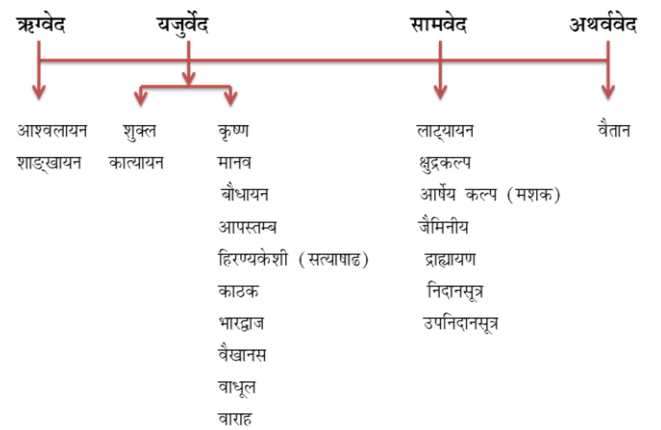 ऋग्वेद यजुर्वेद सामवेद अथर्ववेद
आश्वलायन शुक्ल कृष्ण लाट्यायन वैतान
शाङ्खायन कात्यायन मानव क्षुद्रकल्प
बौधायन आर्षेय कल्प (मशक)
आपस्तम्ब जैमिनीय
हिरण्यकेशी (सत्याषाढ) द्राह्यायण
काठक निदानसूत्र
भारद्वाज उपनिदानसूत्र
वैखानस
वाधूल
वाराह